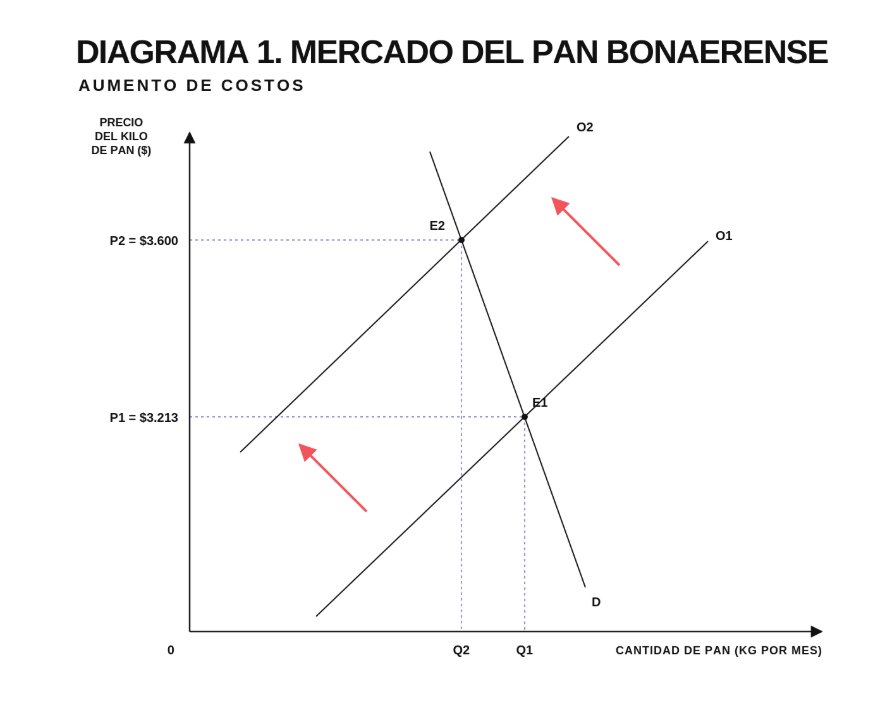 DIAGRAMA 1. MERCADO DEL PAN BONAERENSE
AUMENTO DE COSTOS
PRECIO
DEL KILO
DE PAN ($)
O2
E2
O1
P2 = $3.600
E1
P1 = $3.213
D
0
Q2
Q1
CANTIDAD DE PAN (KG POR MES)